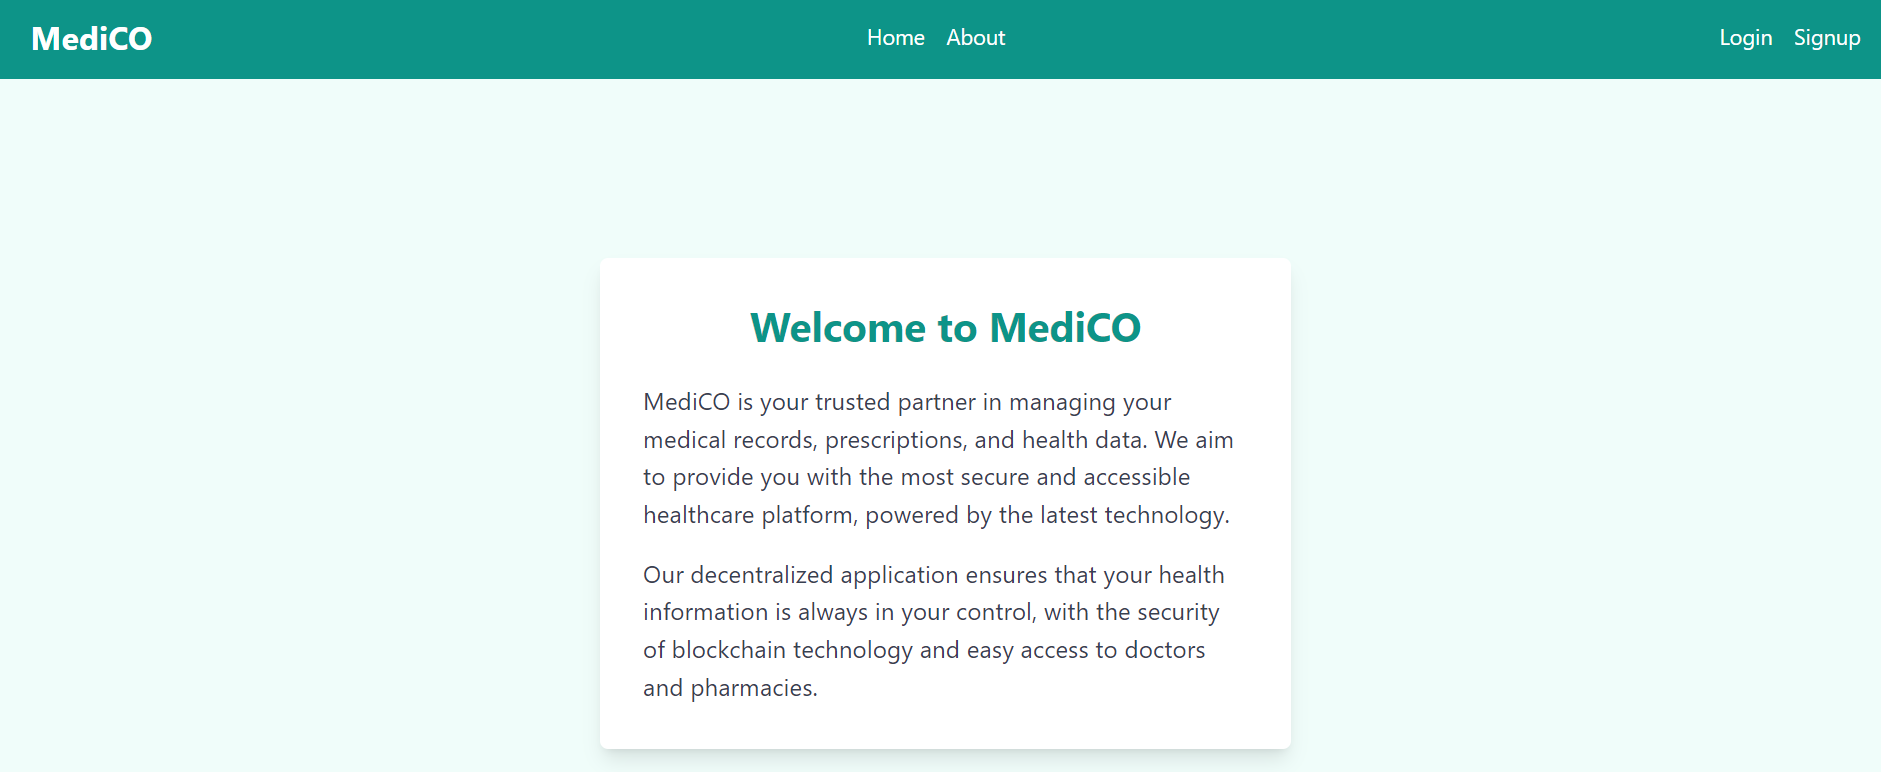 MediCO
Home About
Login Signup
Welcome to MediCO
MediCO is your trusted partner in managing your
medical records, prescriptions, and health data. We aim
to provide you with the most secure and accessible
healthcare platform, powered by the latest technology.
Our decentralized application ensures that your health
information is always in your control, with the security
of blockchain technology and easy access to doctors
and pharmacies.